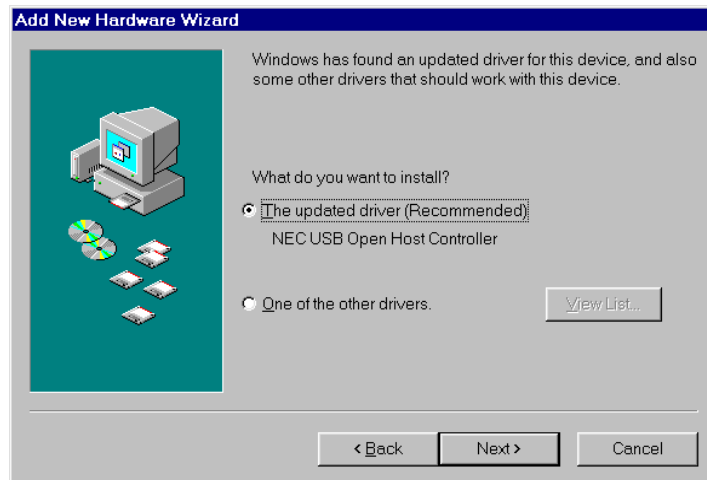 Add New Hardware Wizard
Windows has found an updated driver for this device, and also
some other drivers that should work with this device.
What do you want to install?
The updated driver (Recommended)
NEC USB Open Host Controller
One of the other drivers.
View List...
< Back
Next >
Cancel